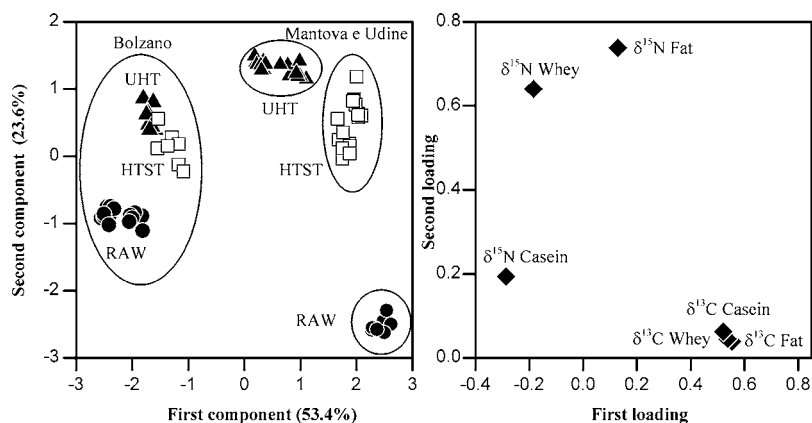 3
2
1
0
-1
-2
-3
Second component (23.6%)
Bolzano
Mantova e Udine
UHT
UHT
HTST
HTST
RAW
RAW
-3
-2
-1
0
1
2
3
First component (53.4%)
0.8
0.6
0.4
0.2
0.0
Second loading
δ¹⁵N Fat
δ¹⁵N Whey
δ¹⁵N Casein
δ¹³C Casein
δ¹³C Whey
δ¹³C Fat
-0.4
-0.2
0.0
0.2
0.4
0.6
0.8
First loading